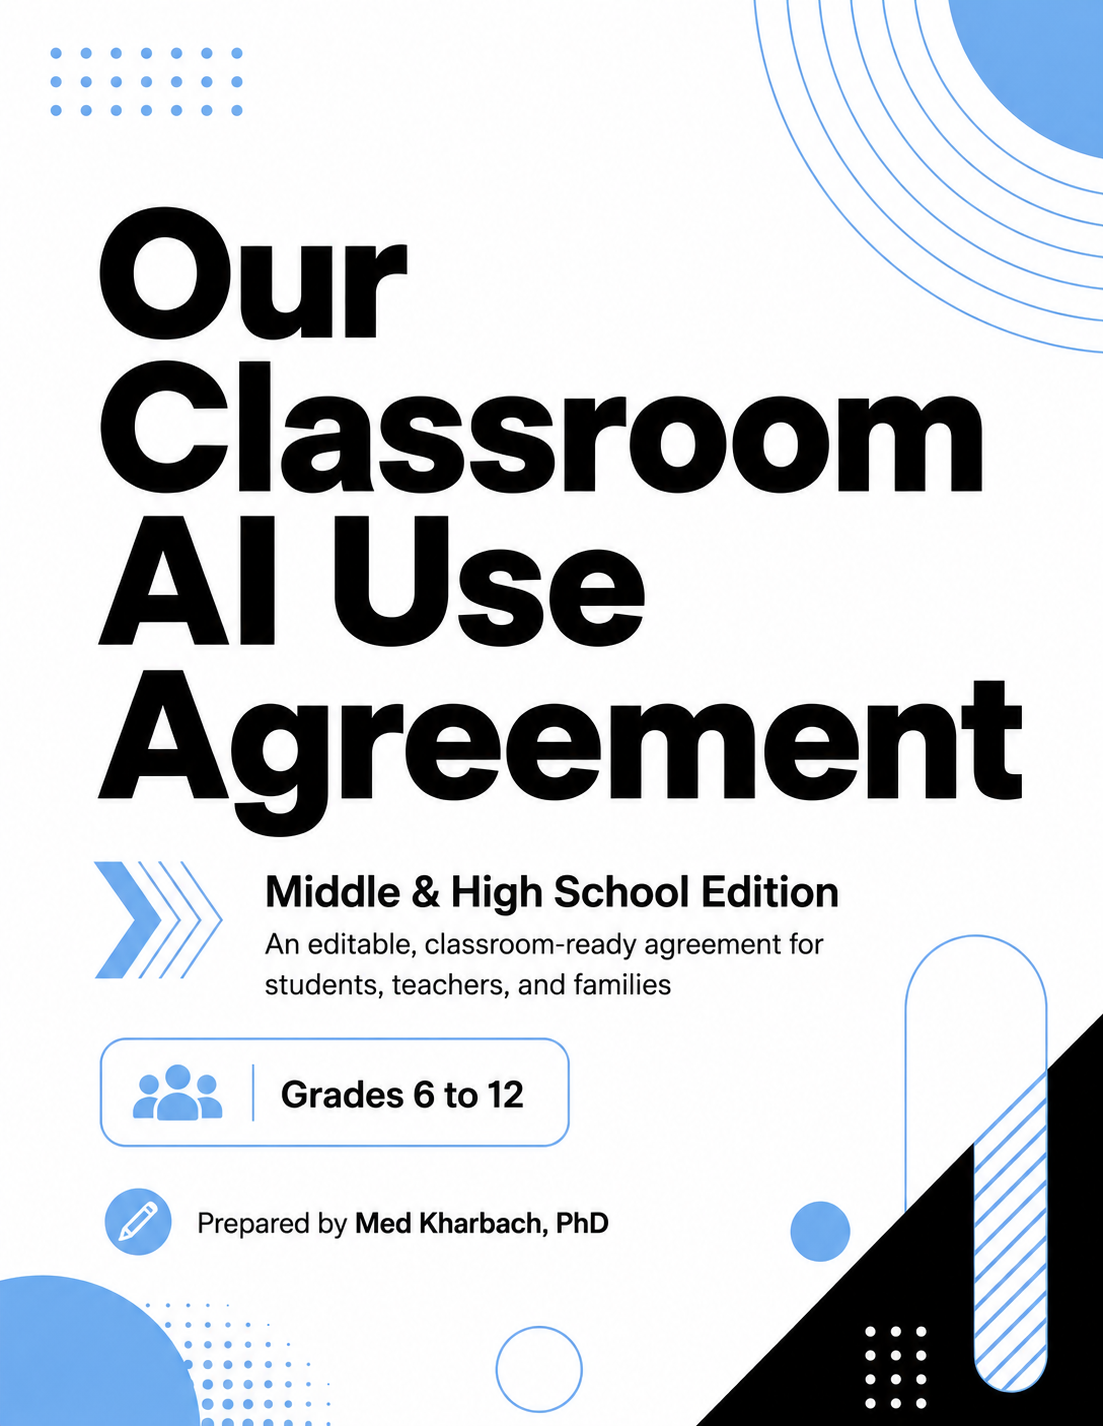 Our
Classroom
AI Use
Agreement
Middle & High School Edition
An editable, classroom-ready agreement for
students, teachers, and families
Grades 6 to 12
Prepared by Med Kharbach, PhD